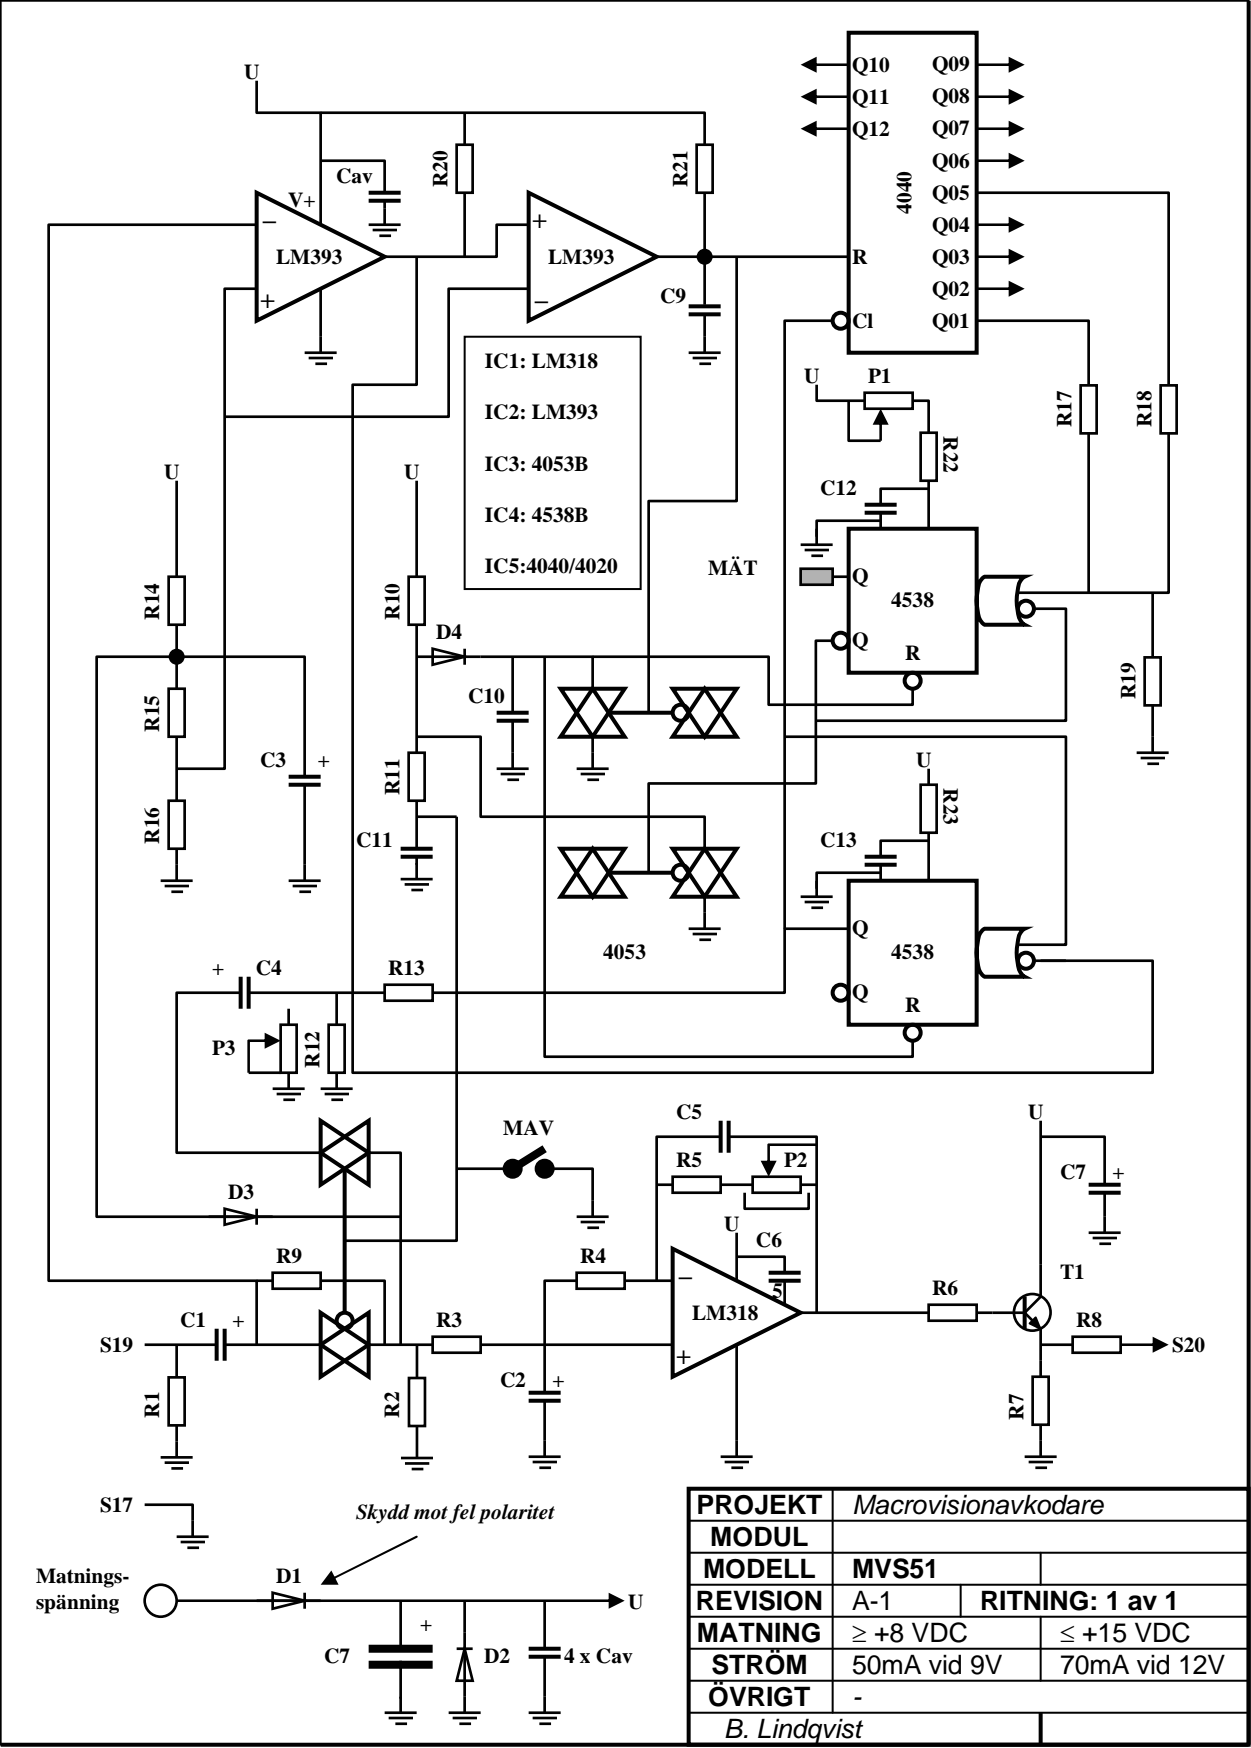 U
Q10 Q09
Q11 Q08
Q12 Q07
Q06
Q05
Q04
Q03
Q02
Q01
4040
R
Cl
Cav
V+
R20
R21
−
LM393
+
+
LM393
−
C9
IC1: LM318
IC2: LM393
IC3: 4053B
IC4: 4538B
IC5:4040/4020
U
P1
R17
R18
R22
C12
MÄT
Q
4538
Q
R
R19
U
U
R14
R10
D4
R15
C10
C3
+
R11
R16
C11
U
R23
C13
Q
4538
Q
R
4053
+
C4
R13
P3
R12
MAV
C5
R5
P2
U
C7
+
D3
R9
R4
U
C6
−
5
LM318
+
R6
T1
C1
+
S19
R3
R8
S20
R1
R2
C2
+
R7
S17
Skydd mot fel polaritet
Matnings-
spänning
D1
U
C7
+
D2
4 x Cav
PROJEKT Macrovisionavkodare
MODUL
MODELL MVS51
REVISION A-1 RITNING: 1 av 1
MATNING ≥ +8 VDC ≤ +15 VDC
STRÖM 50mA vid 9V 70mA vid 12V
ÖVRIGT -
B. Lindqvist